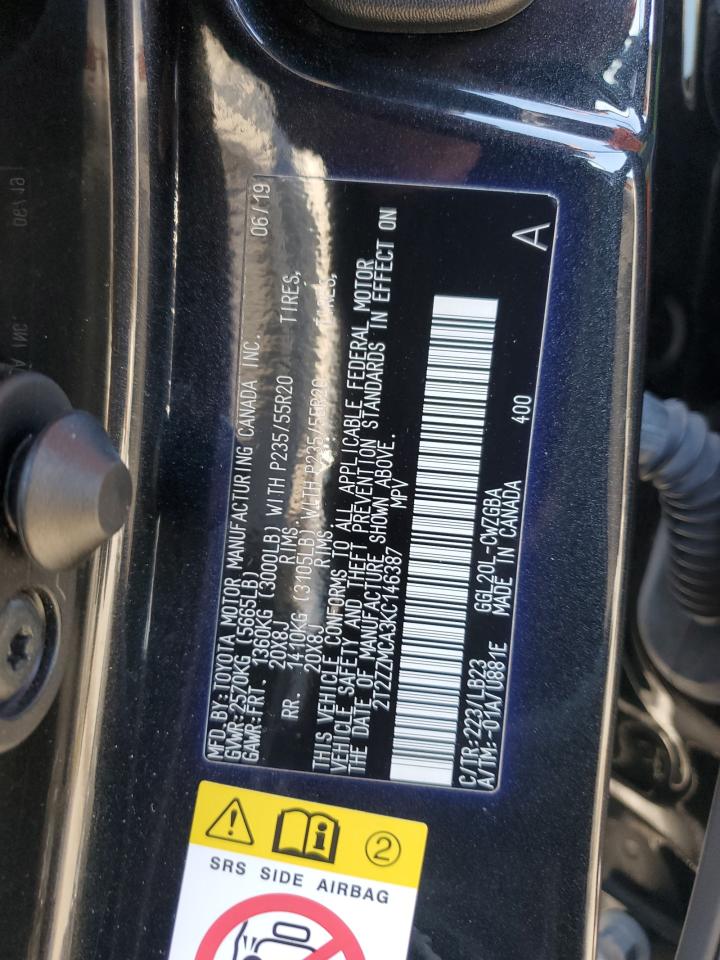 MFD BY:TOYOTA MOTOR MANUFACTURING CANADA INC. 06/19
GVWR:2570KG (5665LB)
GAWR:FRT. 1360KG (3000LB) WITH P235/55R20 TIRES,
20X8J RIMS.
RR. 1410KG (3105LB) WITH P235/55R20 TIRES,
20X8J RIMS.
THIS VEHICLE CONFORMS TO ALL APPLICABLE FEDERAL MOTOR
VEHICLE SAFETY AND THEFT PREVENTION STANDARDS IN EFFECT ON
THE DATE OF MANUFACTURE SHOWN ABOVE.
2T2ZZMCA3KC146387 MPV
C/TR:223/LB23 GGL20L-CWZGBA 400 A
A/TM:-01A/U881E MADE IN CANADA
2
SRS SIDE AIRBAG